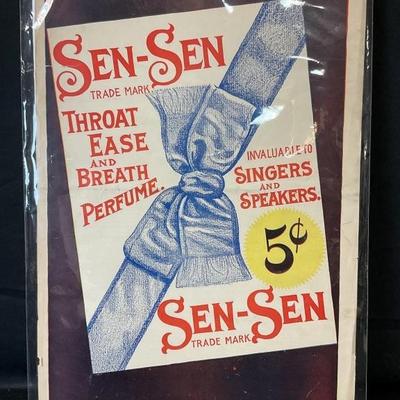 SEN-SEN
TRADE MARK
THROAT
EASE
AND
BREATH
PERFUME.
INVALUABLE TO
SINGERS
AND
SPEAKERS.
5¢
SEN-SEN
TRADE MARK